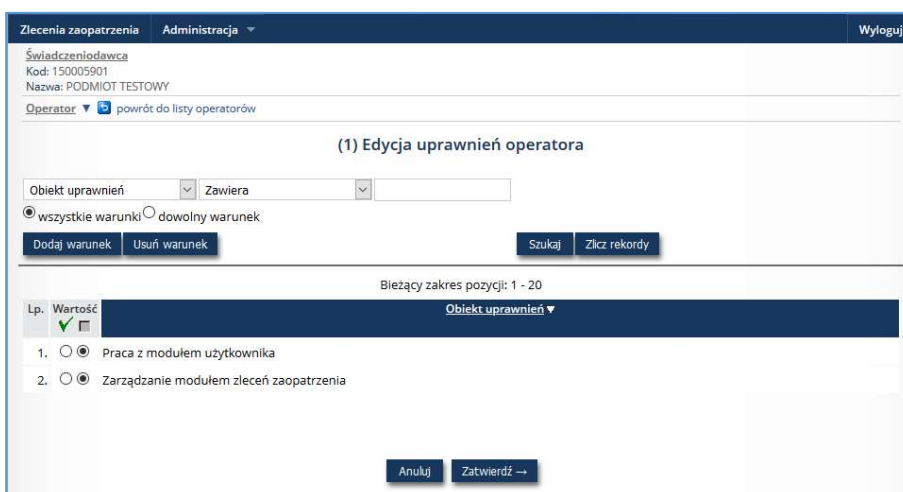 Zlecenia zaopatrzenia Administracja Wyloguj
Świadczeniodawca
Kod: 150005901
Nazwa: PODMIOT TESTOWY
Operator powrót do listy operatorów
(1) Edycja uprawnień operatora
Obiekt uprawnień Zawiera
wszystkie warunki dowolny warunek
Dodaj warunek Usuń warunek Szukaj Zlicz rekordy
Bieżący zakres pozycji: 1 - 20
Lp. Wartość Obiekt uprawnień
1. Praca z modułem użytkownika
2. Zarządzanie modułem zleceń zaopatrzenia
Anuluj Zatwierdź →